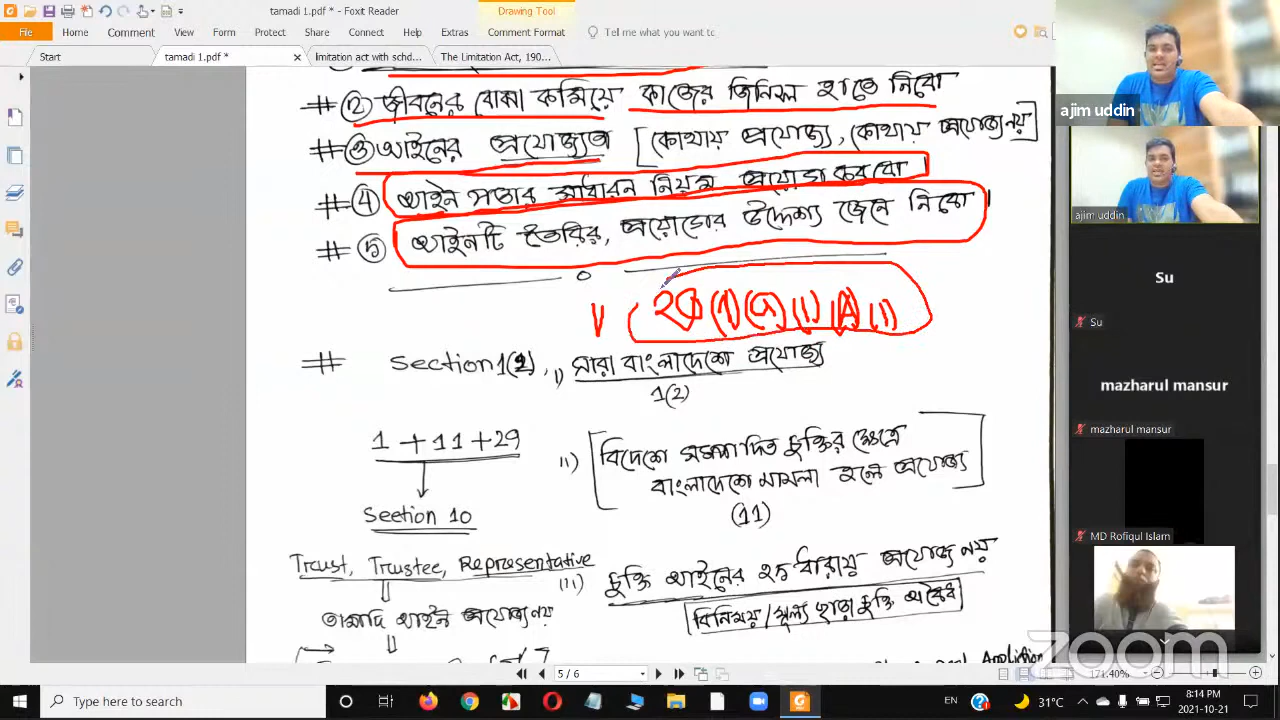 tamadi 1.pdf * - Foxit Reader
Drawing Tool
File Home Comment View Form Protect Share Connect Help Extras Comment Format Tell me what you want to
Start tamadi 1.pdf * Limitation act with schd... The Limitation Act, 190...
# ② জীবনের বোঝা কমিয়ে কাজের জিনিস হাতে নিবো
# ③ আইনের প্রযোজ্যতা [কোথায় প্রযোজ্য, কোথায় প্রযোজ্য নয়]
# ④ আইন সভার সাধারন নিয়ম প্রয়োগ করবো।
# ⑤ আইনটি তৈরির, প্রয়োগের উদ্দেশ্য জেনে নিবো।
# Section 1(2), i) সারা বাংলাদেশে প্রযোজ্য
1(2)
1 + 11 + 29
ii) [বিদেশে সম্পাদিত চুক্তির ক্ষেত্রে
বাংলাদেশে মামলা হলে প্রযোজ্য]
(11)
Section 10
Trust, Trustee, Representative
iii) চুক্তি আইনের ২৫ ধারায় প্রযোজ্য নয়
[বিনিময়/মূল্য ছাড়া চুক্তি অবৈধ]
তামাদি আইন প্রযোজ্য নয়
ajim uddin
ajim uddin
Su
Su
mazharul mansur
mazharul mansur
MD Rofiqul Islam
zoom
5 / 6
171.40%
Type here to search
31°C
ENG
8:14 PM
2021-10-21